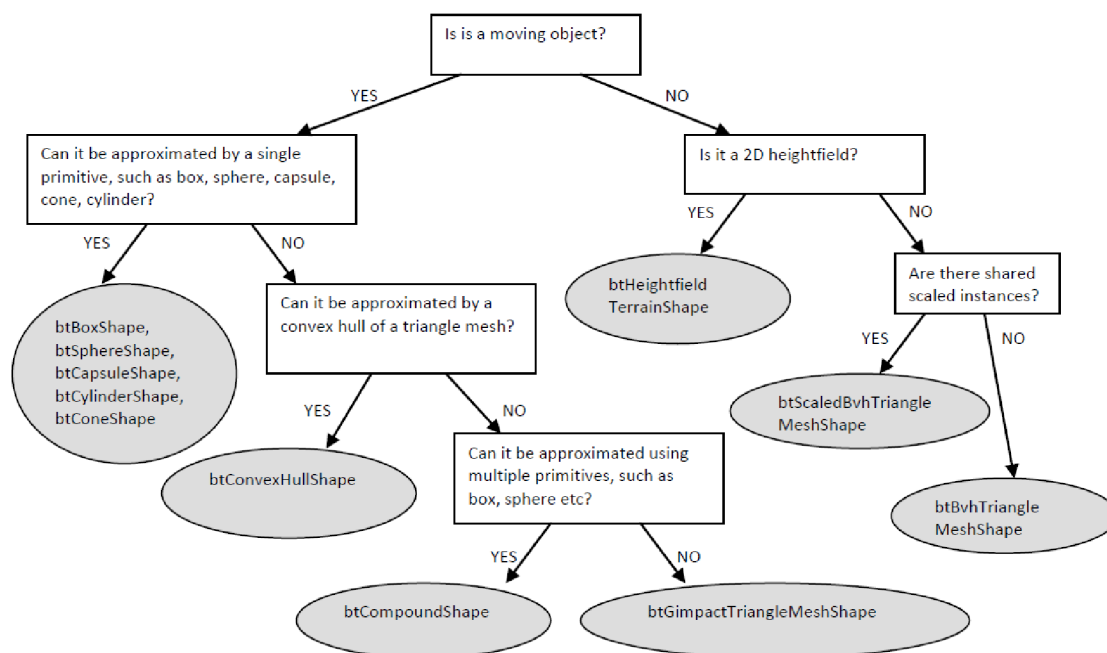 Is is a moving object?
YES
NO
Can it be approximated by a single
primitive, such as box, sphere, capsule,
cone, cylinder?
Is it a 2D heightfield?
YES
NO
YES
NO
btBoxShape,
btSphereShape,
btCapsuleShape,
btCylinderShape,
btConeShape
Can it be approximated by a
convex hull of a triangle mesh?
btHeightfield
TerrainShape
Are there shared
scaled instances?
YES
NO
YES
NO
btConvexHullShape
Can it be approximated using
multiple primitives, such as
box, sphere etc?
btScaledBvhTriangle
MeshShape
btBvhTriangle
MeshShape
YES
NO
btCompoundShape
btGimpactTriangleMeshShape